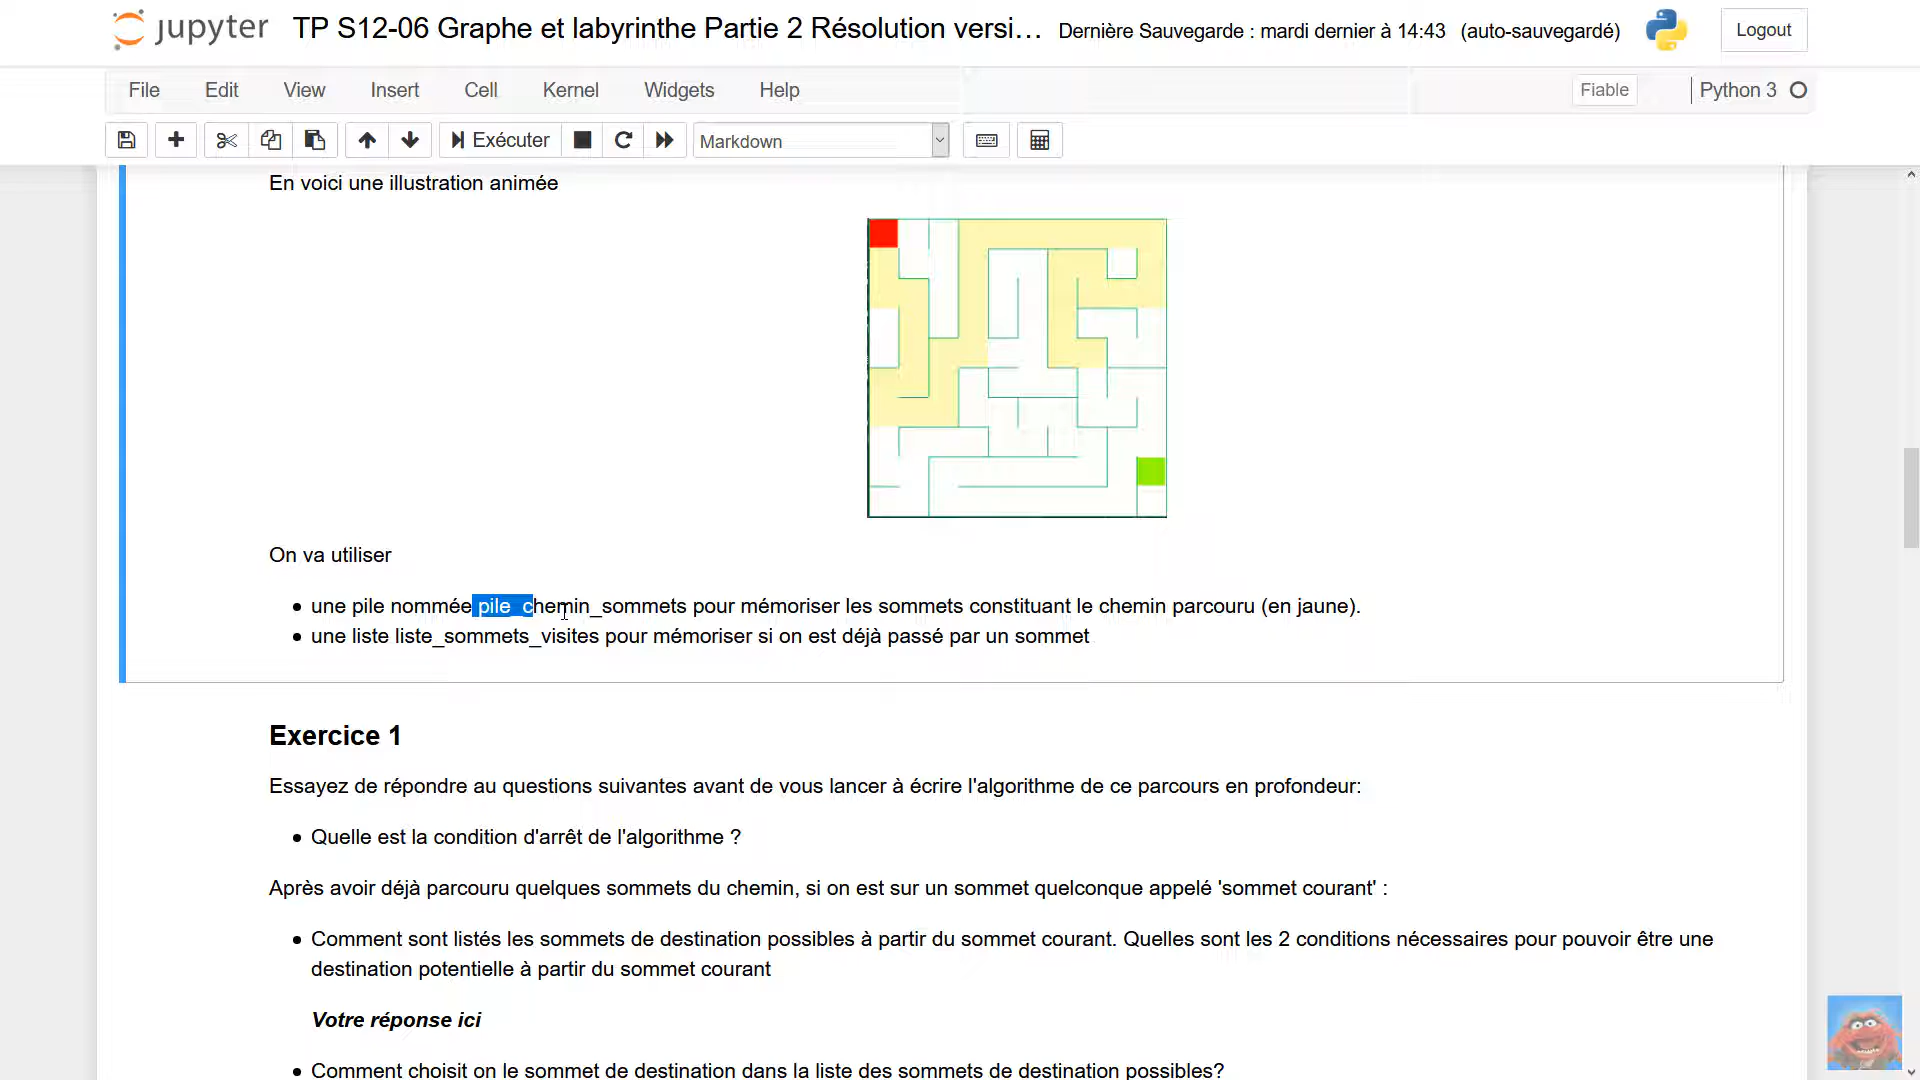 jupyter TP S12-06 Graphe et labyrinthe Partie 2 Résolution versi... Dernière Sauvegarde : mardi dernier à 14:43 (auto-sauvegardé) Logout
File Edit View Insert Cell Kernel Widgets Help Fiable Python 3
Exécuter Markdown
En voici une illustration animée
On va utiliser
une pile nommée pile_chemin_sommets pour mémoriser les sommets constituant le chemin parcouru (en jaune).
une liste liste_sommets_visites pour mémoriser si on est déjà passé par un sommet
Exercice 1
Essayez de répondre au questions suivantes avant de vous lancer à écrire l'algorithme de ce parcours en profondeur:
Quelle est la condition d'arrêt de l'algorithme ?
Après avoir déjà parcouru quelques sommets du chemin, si on est sur un sommet quelconque appelé 'sommet courant' :
Comment sont listés les sommets de destination possibles à partir du sommet courant. Quelles sont les 2 conditions nécessaires pour pouvoir être une
destination potentielle à partir du sommet courant
Votre réponse ici
Comment choisit on le sommet de destination dans la liste des sommets de destination possibles?